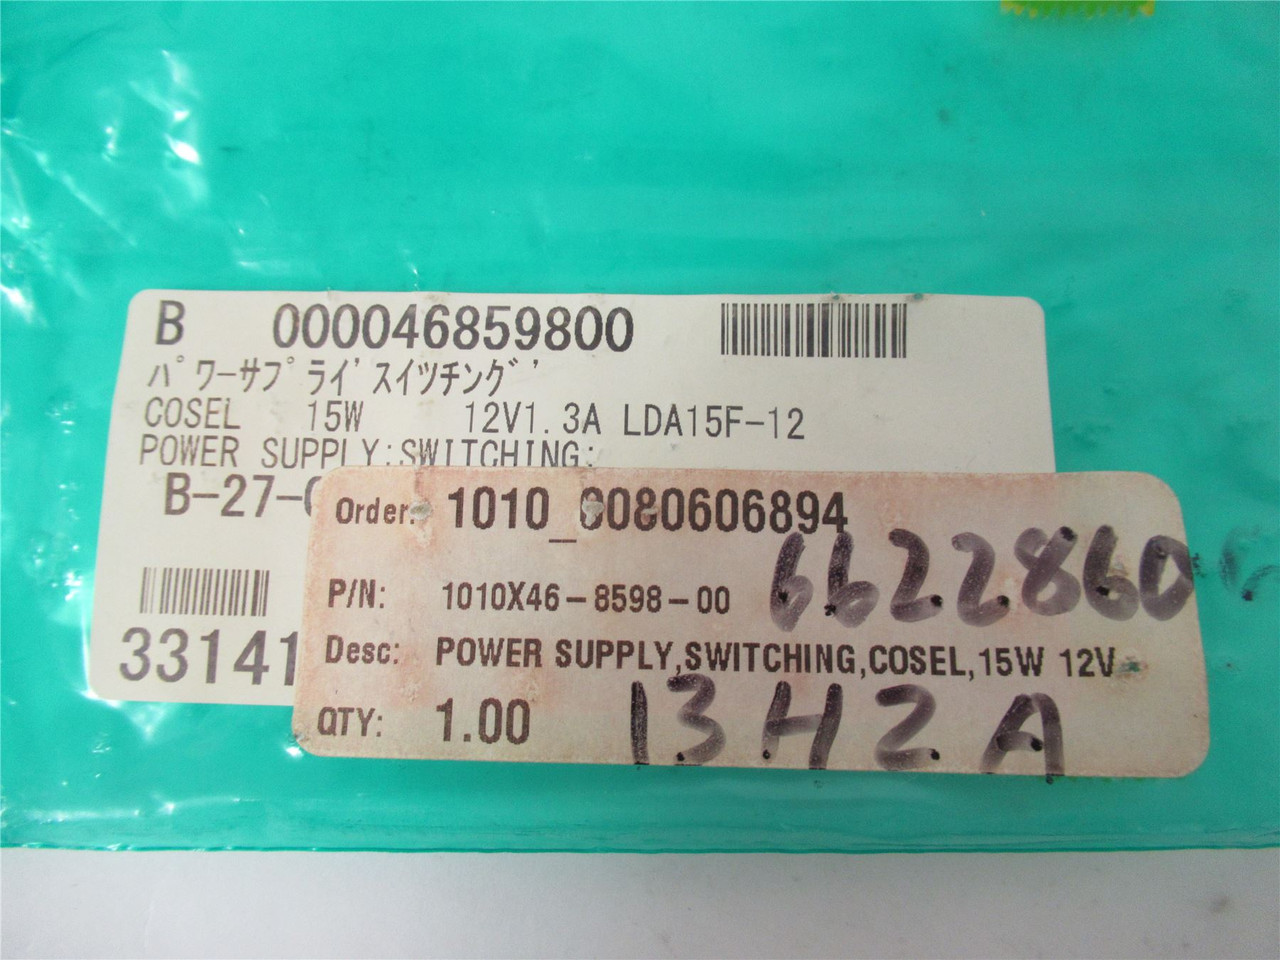 B 000046859800
ﾊﾟﾜｰｻﾌﾟﾗｲ'ｽｲﾂﾁﾝｸﾞ'
COSEL 15W 12V1.3A LDA15F-12
POWER SUPPLY:SWITCHING:
B-27-
33141
Order: 1010_0080606894
6622860
P/N: 1010X46-8598-00
Desc: POWER SUPPLY,SWITCHING,COSEL,15W 12V
QTY: 1.00
13H2A